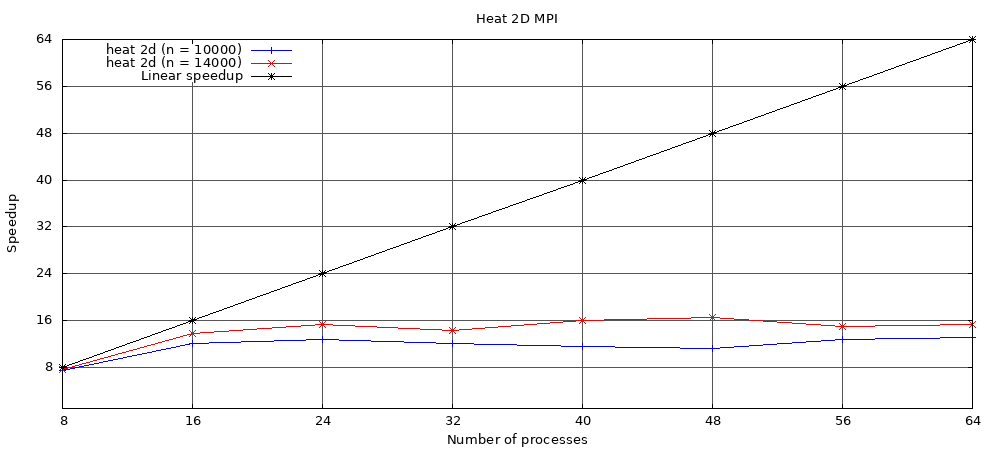 Heat 2D MPI
heat 2d (n = 10000)
heat 2d (n = 14000)
Linear speedup
64
56
48
40
32
24
16
8
Speedup
8 16 24 32 40 48 56 64
Number of processes